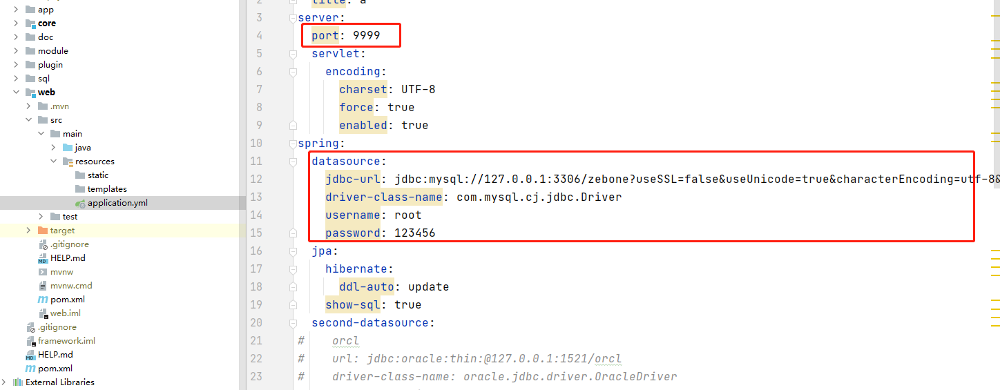 app
core
doc
module
plugin
sql
web
.mvn
src
main
java
resources
static
templates
application.yml
test
target
.gitignore
HELP.md
mvnw
mvnw.cmd
pom.xml
web.iml
.gitignore
framework.iml
HELP.md
pom.xml
External Libraries
2 title: a
3 server:
4 port: 9999
5 servlet:
6 encoding:
7 charset: UTF-8
8 force: true
9 enabled: true
10 spring:
11 datasource:
12 jdbc-url: jdbc:mysql://127.0.0.1:3306/zebone?useSSL=false&useUnicode=true&characterEncoding=utf-8&
13 driver-class-name: com.mysql.cj.jdbc.Driver
14 username: root
15 password: 123456
16 jpa:
17 hibernate:
18 ddl-auto: update
19 show-sql: true
20 second-datasource:
21 # orcl
22 # url: jdbc:oracle:thin:@127.0.0.1:1521/orcl
23 # driver-class-name: oracle.jdbc.driver.OracleDriver